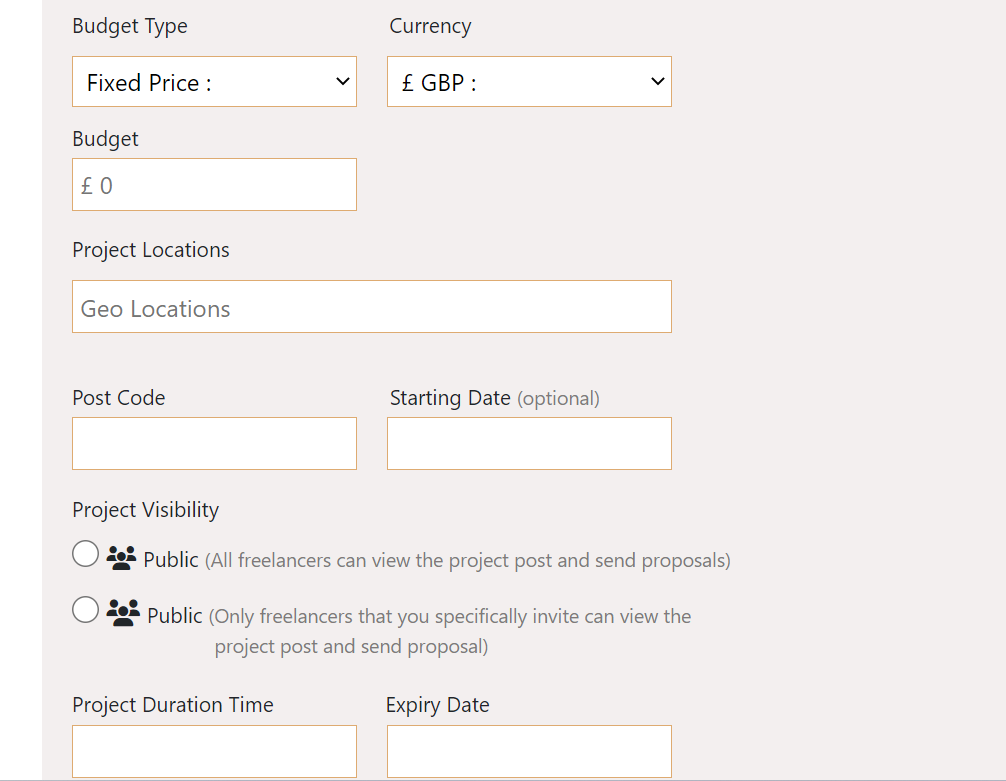 Budget Type Currency
Fixed Price : £ GBP :
Budget
£ 0
Project Locations
Geo Locations
Post Code Starting Date (optional)
Project Visibility
Public (All freelancers can view the project post and send proposals)
Public (Only freelancers that you specifically invite can view the
project post and send proposal)
Project Duration Time Expiry Date